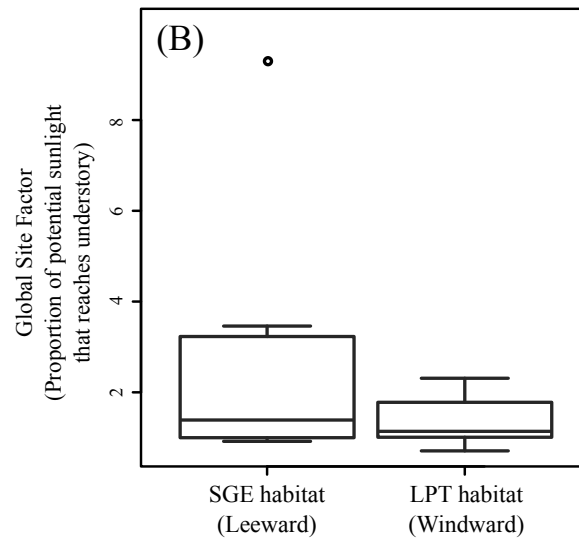 (B)
Global Site Factor
(Proportion of potential sunlight
that reaches understory)
8
6
4
2
SGE habitat
(Leeward)
LPT habitat
(Windward)